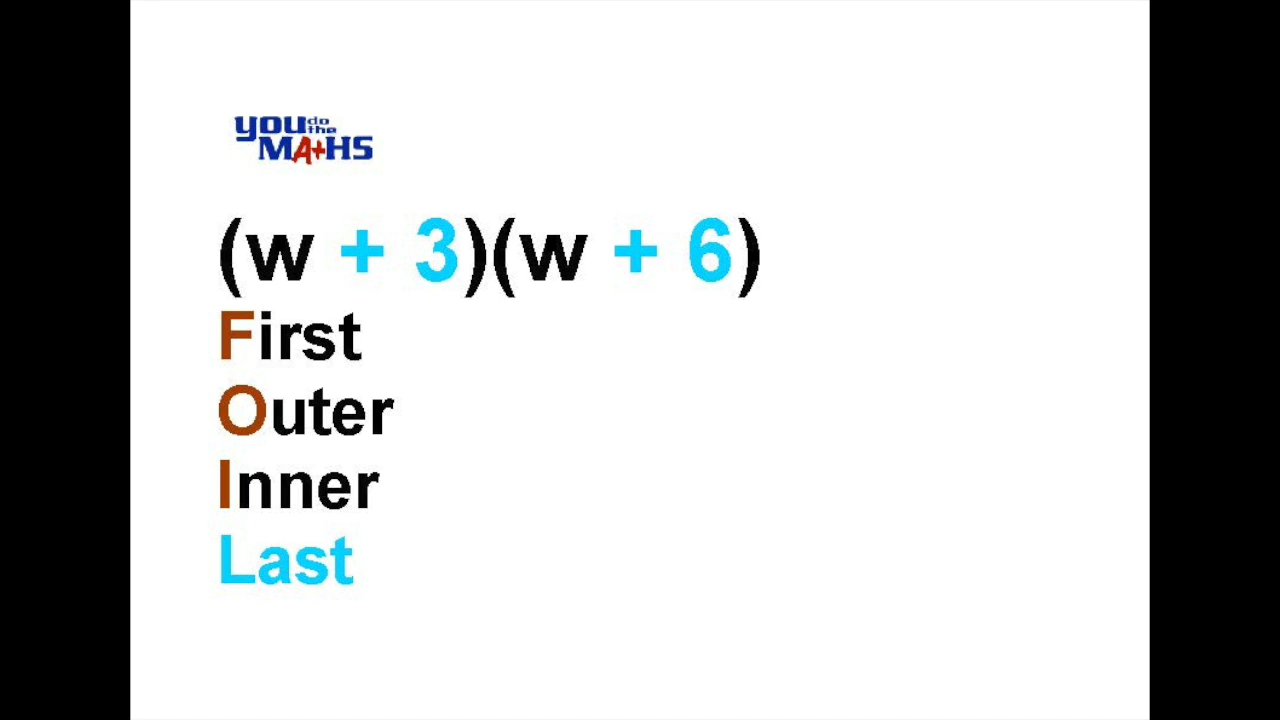 you do the
MA+HS
(w + 3)(w + 6)
First
Outer
Inner
Last